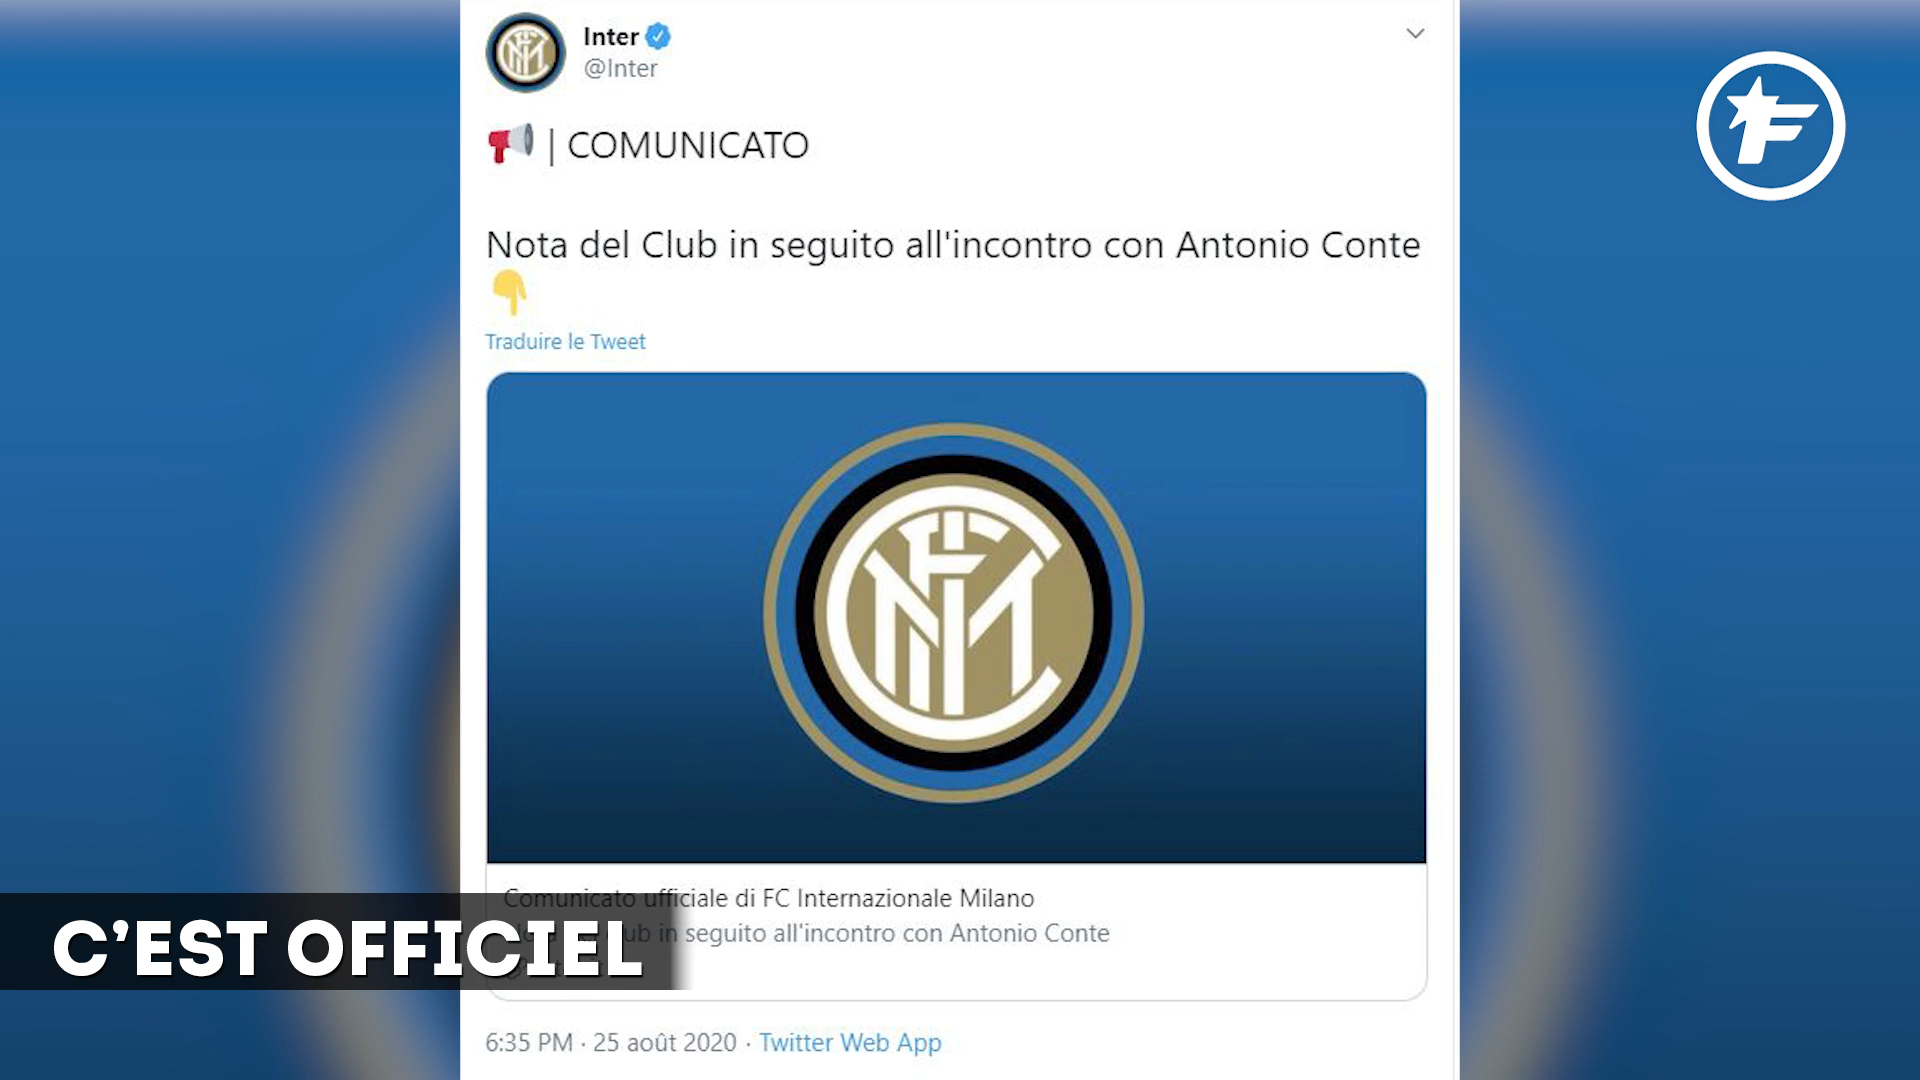 Inter
@Inter
| COMUNICATO
Nota del Club in seguito all'incontro con Antonio Conte
Traduire le Tweet
Comunicato ufficiale di FC Internazionale Milano
in seguito all'incontro con Antonio Conte
C'EST OFFICIEL
6:35 PM · 25 août 2020 · Twitter Web App